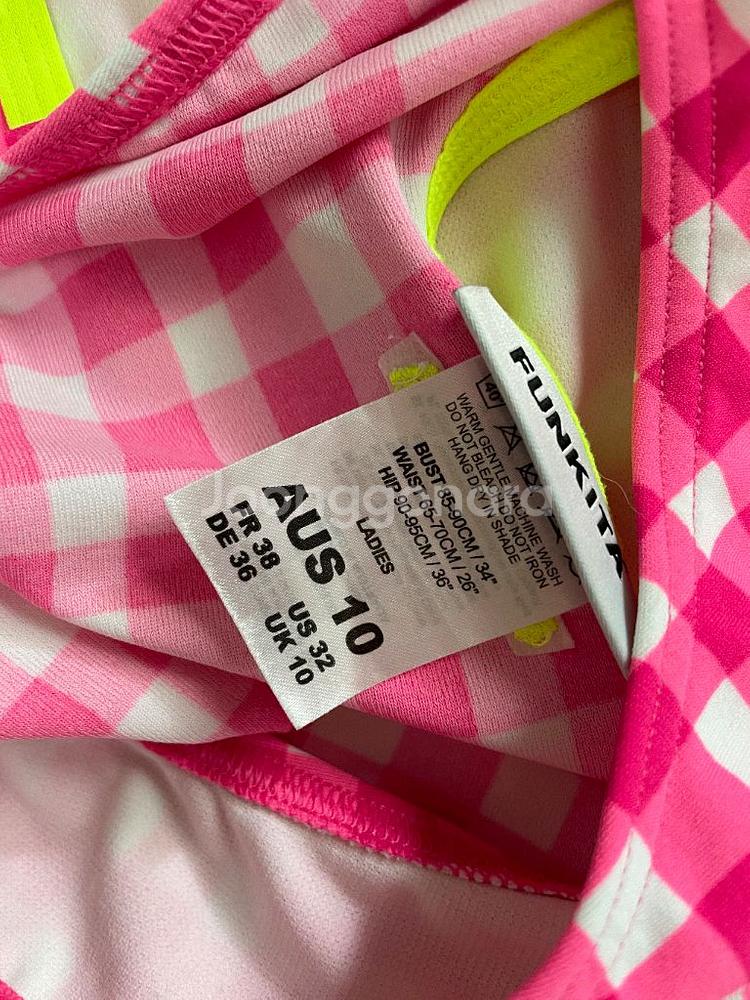 FUNKITA
40°
WARM GENTLE MACHINE WASH
DO NOT BLEACH DO NOT IRON
HANG DRY SHADE
BUST 85-90CM / 34"
WAIST 65-70CM / 26"
HIP 90-95CM / 36"
LADIES
AUS 10
FR 38 US 32
DE 36 UK 10
Joonggonara